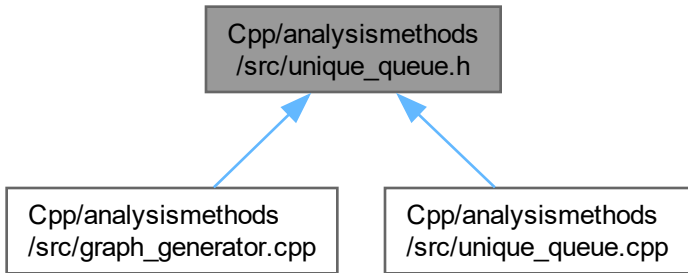 Cpp/analysismethods
/src/unique_queue.h
Cpp/analysismethods
/src/graph_generator.cpp
Cpp/analysismethods
/src/unique_queue.cpp